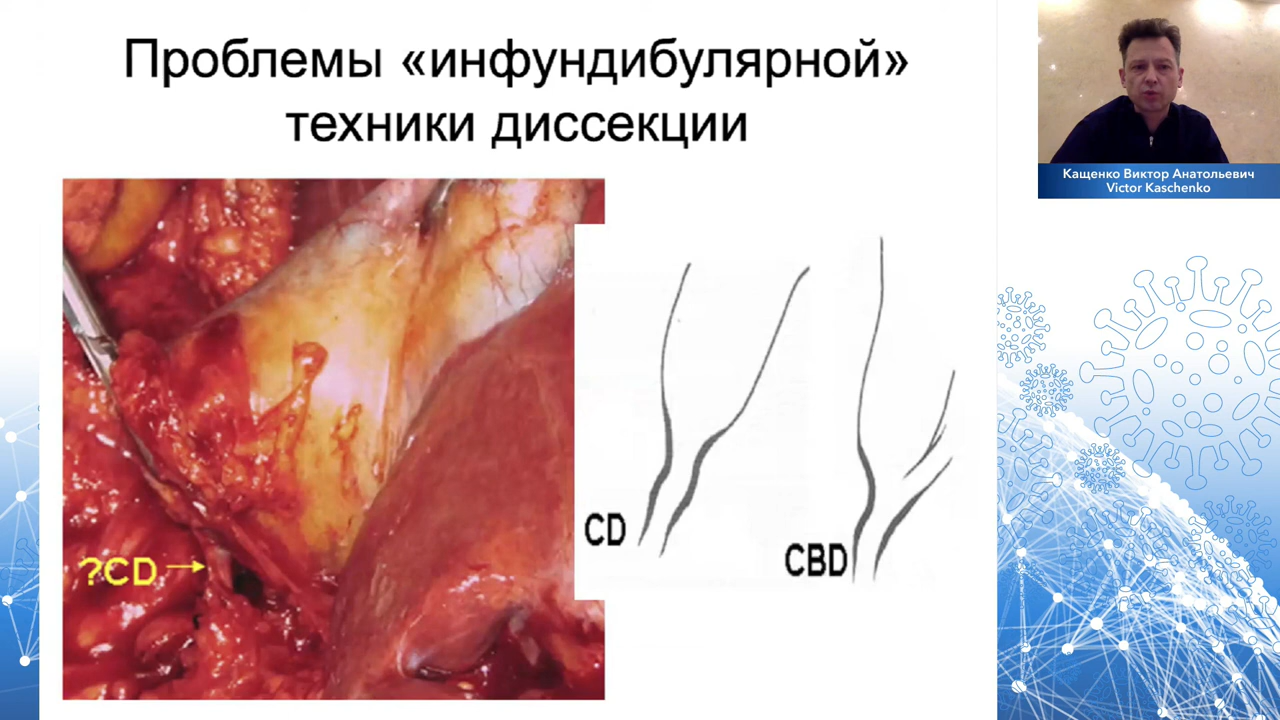 Проблемы «инфундибулярной»
техники диссекции
?CD
CD
CBD
Кащенко Виктор Анатольевич
Victor Kaschenko